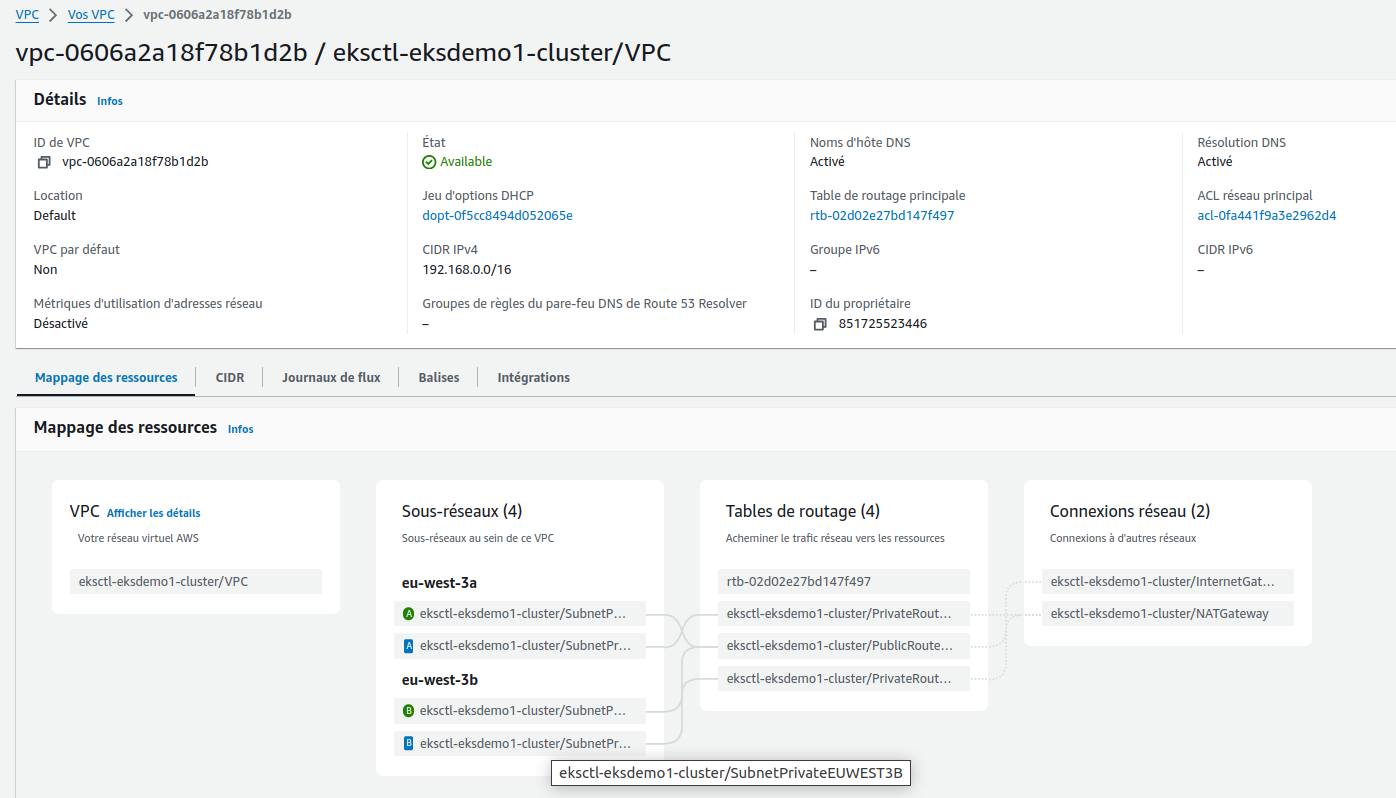 VPC > Vos VPC > vpc-0606a2a18f78b1d2b
vpc-0606a2a18f78b1d2b / eksctl-eksdemo1-cluster/VPC
Détails Infos
ID de VPC
vpc-0606a2a18f78b1d2b
État
Available
Noms d'hôte DNS
Activé
Résolution DNS
Activé
Location
Default
Jeu d'options DHCP
dopt-0f5cc8494d052065e
Table de routage principale
rtb-02d02e27bd147f497
ACL réseau principal
acl-0fa441f9a3e2962d4
VPC par défaut
Non
CIDR IPv4
192.168.0.0/16
Groupe IPv6
–
CIDR IPv6
–
Métriques d'utilisation d'adresses réseau
Désactivé
Groupes de règles du pare-feu DNS de Route 53 Resolver
–
ID du propriétaire
851725523446
Mappage des ressources CIDR Journaux de flux Balises Intégrations
Mappage des ressources Infos
VPC Afficher les détails
Votre réseau virtuel AWS
eksctl-eksdemo1-cluster/VPC
Sous-réseaux (4)
Sous-réseaux au sein de ce VPC
eu-west-3a
A eksctl-eksdemo1-cluster/SubnetP...
A eksctl-eksdemo1-cluster/SubnetPr...
eu-west-3b
B eksctl-eksdemo1-cluster/SubnetP...
B eksctl-eksdemo1-cluster/SubnetPr...
eksctl-eksdemo1-cluster/SubnetPrivateEUWEST3B
Tables de routage (4)
Acheminer le trafic réseau vers les ressources
rtb-02d02e27bd147f497
eksctl-eksdemo1-cluster/PrivateRout...
eksctl-eksdemo1-cluster/PublicRoute...
eksctl-eksdemo1-cluster/PrivateRout...
Connexions réseau (2)
Connexions à d'autres réseaux
eksctl-eksdemo1-cluster/InternetGat...
eksctl-eksdemo1-cluster/NATGateway